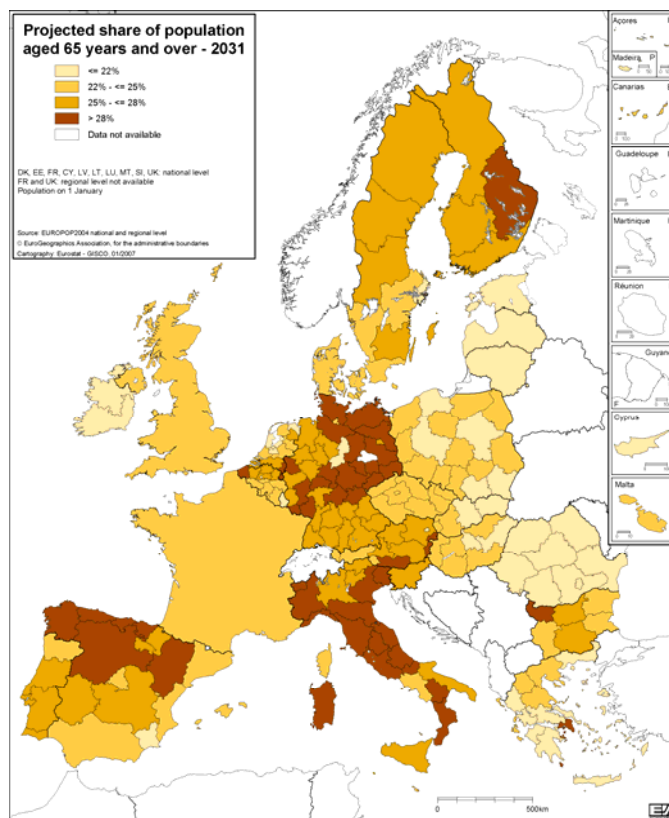 Projected share of population
aged 65 years and over - 2031
<= 22%
22% - <= 25%
25% - <= 28%
> 28%
Data not available
DK, EE, FR, CY, LV, LT, LU, MT, SI, UK: national level
FR and UK: regional level not available
Population on 1 January
Source: EUROPOP2004 national and regional level
© EuroGeographics Association, for the administrative boundaries
Cartography: Eurostat - GISCO, 01/2007
Açores
Madeira P
Canarias
Guadeloupe
Martinique
Réunion
Guyan
F
Cyprus
Malta
0 500km